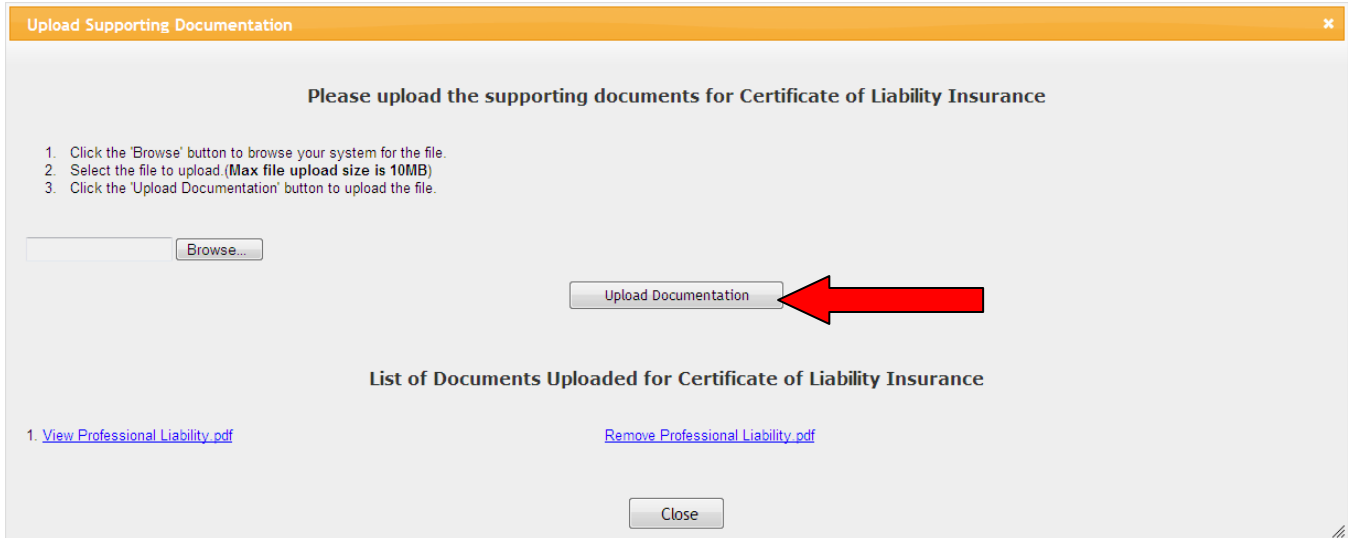 Upload Supporting Documentation
Please upload the supporting documents for Certificate of Liability Insurance
1. Click the 'Browse' button to browse your system for the file.
2. Select the file to upload.(Max file upload size is 10MB)
3. Click the 'Upload Documentation' button to upload the file.
Browse...
Upload Documentation
List of Documents Uploaded for Certificate of Liability Insurance
1. View Professional Liability.pdf Remove Professional Liability.pdf
Close